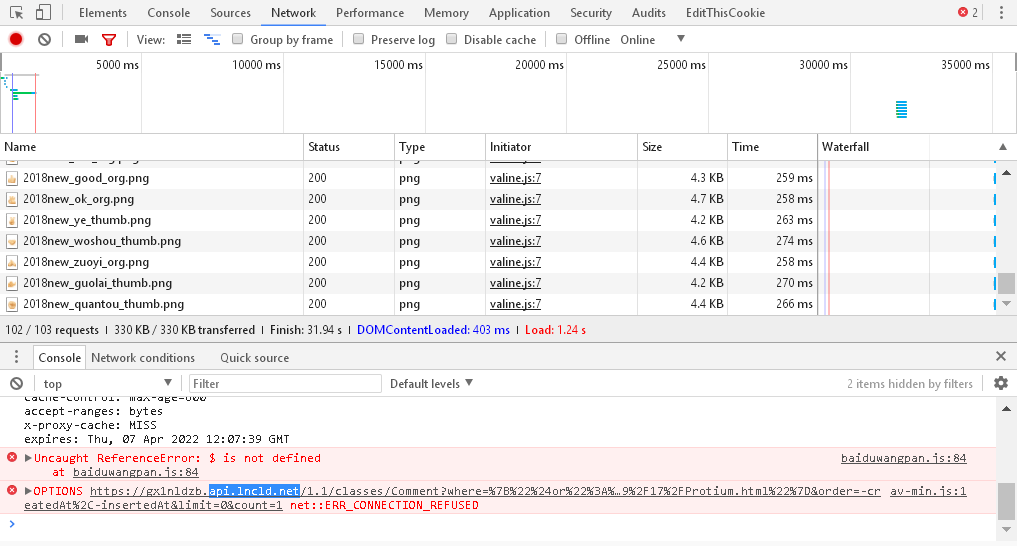 Elements Console Sources Network Performance Memory Application Security Audits EditThisCookie 2
View: Group by frame Preserve log Disable cache Offline Online
5000 ms 10000 ms 15000 ms 20000 ms 25000 ms 30000 ms 35000 ms
Name Status Type Initiator Size Time Waterfall
2018new_good_org.png 200 png valine.js:7 4.3 KB 259 ms
2018new_ok_org.png 200 png valine.js:7 4.7 KB 258 ms
2018new_ye_thumb.png 200 png valine.js:7 4.2 KB 263 ms
2018new_woshou_thumb.png 200 png valine.js:7 4.6 KB 274 ms
2018new_zuoyi_org.png 200 png valine.js:7 4.4 KB 258 ms
2018new_guolai_thumb.png 200 png valine.js:7 4.2 KB 270 ms
2018new_quantou_thumb.png 200 png valine.js:7 4.4 KB 266 ms
102 / 103 requests | 330 KB / 330 KB transferred | Finish: 31.94 s | DOMContentLoaded: 403 ms | Load: 1.24 s
Console Network conditions Quick source
top Filter Default levels 2 items hidden by filters
cache-control: max-age=600
accept-ranges: bytes
x-proxy-cache: MISS
expires: Thu, 07 Apr 2022 12:07:39 GMT
Uncaught ReferenceError: $ is not defined baiduwangpan.js:84
at baiduwangpan.js:84
OPTIONS https://gx1nldzb.api.lncld.net/1.1/classes/Comment?where=%7B%22%24or%22%3A%…9%2F17%2FProtium.html%22%7D&order=-cr av-min.js:1
eatedAt%2C-insertedAt&limit=0&count=1 net::ERR_CONNECTION_REFUSED